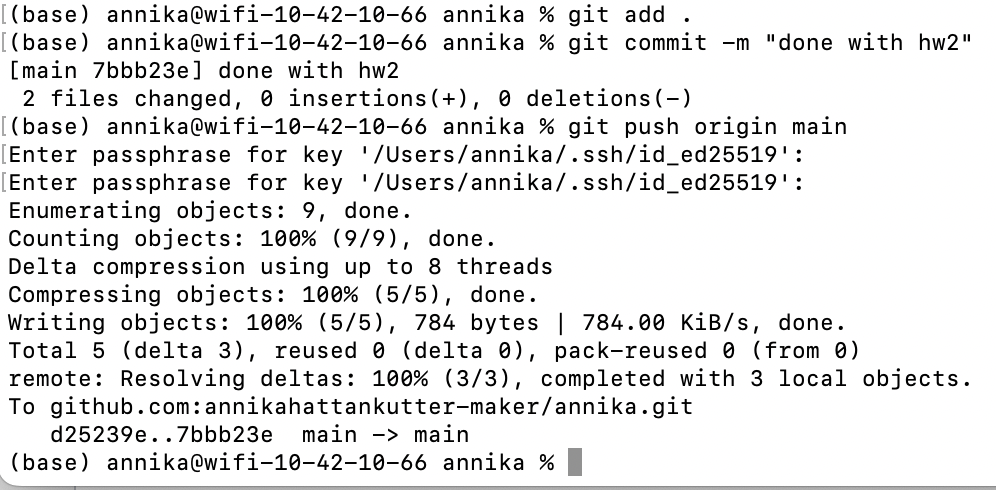 [(base) annika@wifi-10-42-10-66 annika % git add .
[(base) annika@wifi-10-42-10-66 annika % git commit -m "done with hw2"
[main 7bbb23e] done with hw2
 2 files changed, 0 insertions(+), 0 deletions(-)
[(base) annika@wifi-10-42-10-66 annika % git push origin main
[Enter passphrase for key '/Users/annika/.ssh/id_ed25519':
[Enter passphrase for key '/Users/annika/.ssh/id_ed25519':
Enumerating objects: 9, done.
Counting objects: 100% (9/9), done.
Delta compression using up to 8 threads
Compressing objects: 100% (5/5), done.
Writing objects: 100% (5/5), 784 bytes | 784.00 KiB/s, done.
Total 5 (delta 3), reused 0 (delta 0), pack-reused 0 (from 0)
remote: Resolving deltas: 100% (3/3), completed with 3 local objects.
To github.com:annikahattankutter-maker/annika.git
   d25239e..7bbb23e  main -> main
(base) annika@wifi-10-42-10-66 annika %